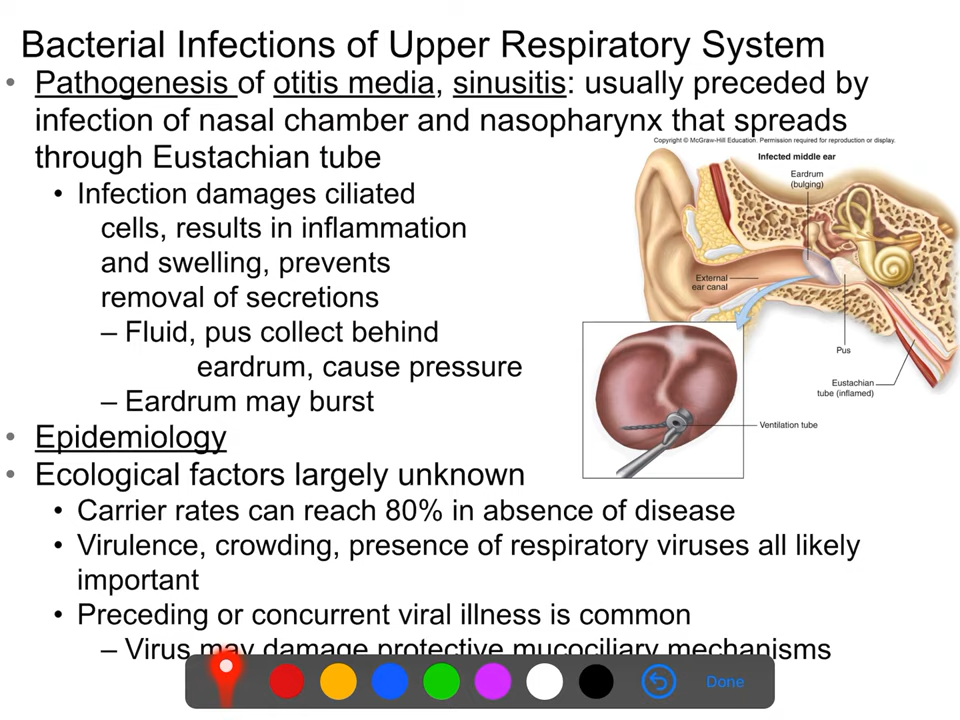 Bacterial Infections of Upper Respiratory System
• Pathogenesis of otitis media, sinusitis: usually preceded by
infection of nasal chamber and nasopharynx that spreads
through Eustachian tube
• Infection damages ciliated
cells, results in inflammation
and swelling, prevents
removal of secretions
– Fluid, pus collect behind
eardrum, cause pressure
– Eardrum may burst
Copyright © McGraw-Hill Education. Permission required for reproduction or display.
Infected middle ear
Eardrum
(bulging)
External
ear canal
Pus
Eustachian
tube (inflamed)
Ventilation tube
• Epidemiology
• Ecological factors largely unknown
• Carrier rates can reach 80% in absence of disease
• Virulence, crowding, presence of respiratory viruses all likely
important
• Preceding or concurrent viral illness is common
– Virus may damage protective mucociliary mechanisms
Done